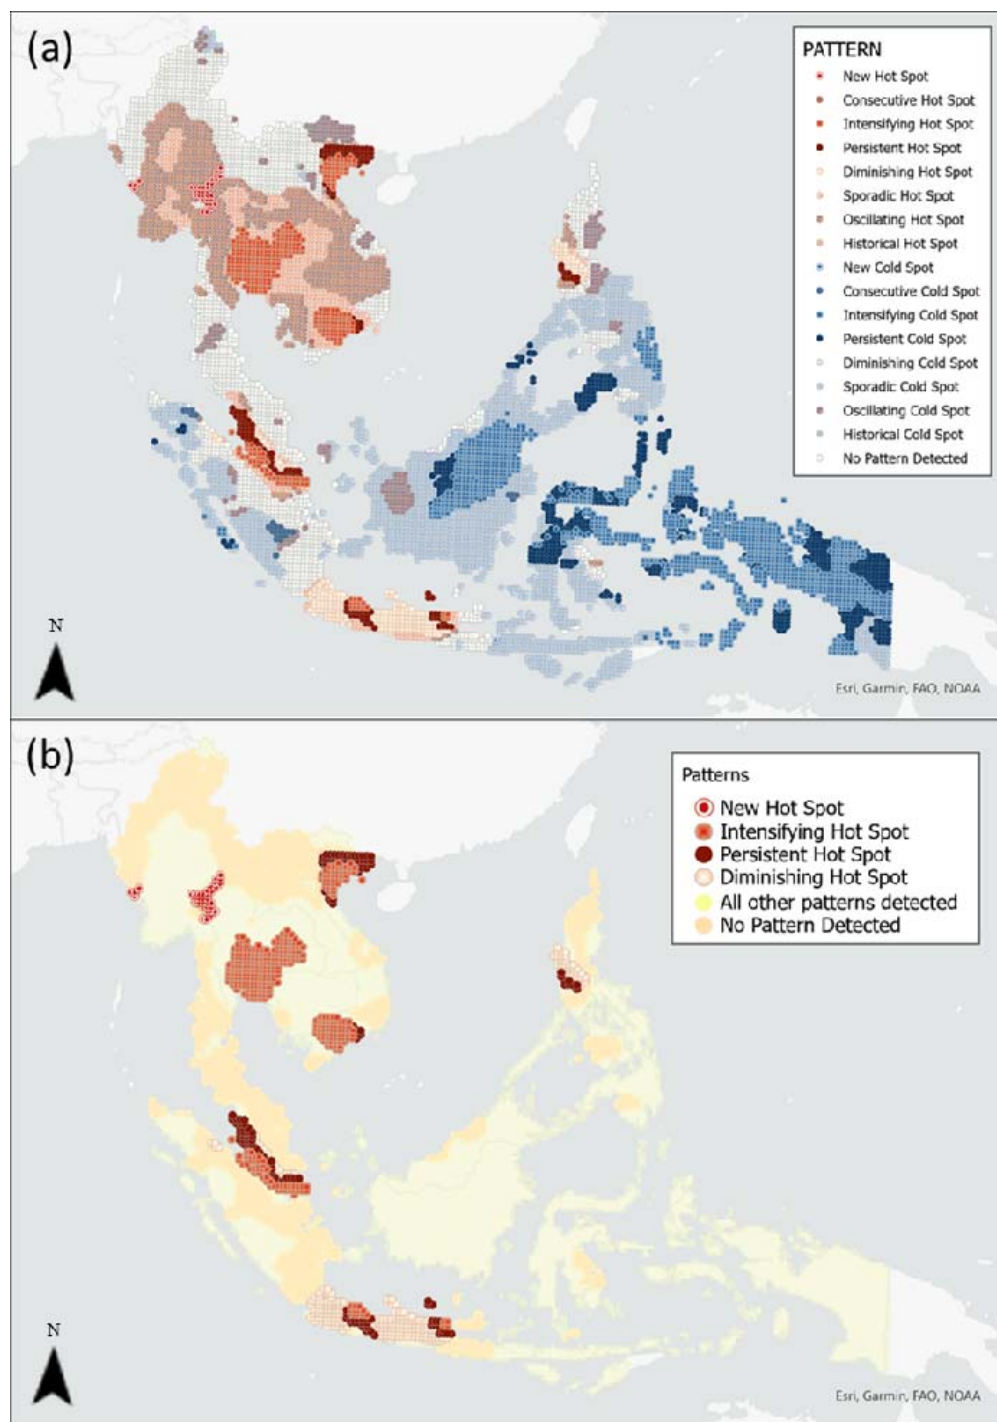 (a)
PATTERN
New Hot Spot
Consecutive Hot Spot
Intensifying Hot Spot
Persistent Hot Spot
Diminishing Hot Spot
Sporadic Hot Spot
Oscillating Hot Spot
Historical Hot Spot
New Cold Spot
Consecutive Cold Spot
Intensifying Cold Spot
Persistent Cold Spot
Diminishing Cold Spot
Sporadic Cold Spot
Oscillating Cold Spot
Historical Cold Spot
No Pattern Detected
N
Esri, Garmin, FAO, NOAA
(b)
Patterns
New Hot Spot
Intensifying Hot Spot
Persistent Hot Spot
Diminishing Hot Spot
All other patterns detected
No Pattern Detected
N
Esri, Garmin, FAO, NOAA